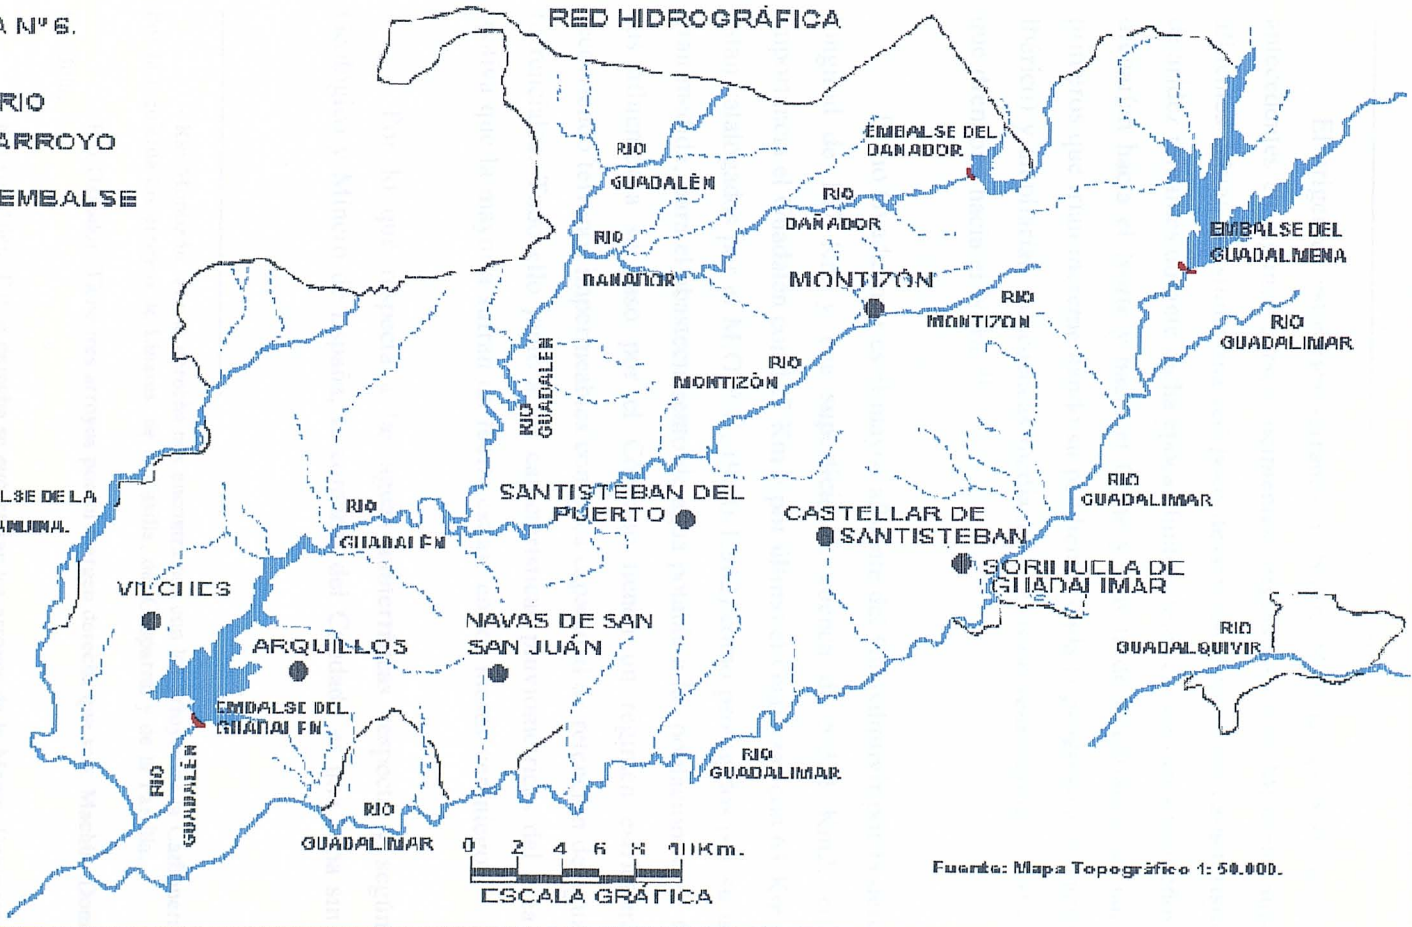 RED HIDROGRÁFICA
A Nº 6.
RIO
ARROYO
EMBALSE
EMBALSE DEL
DAÑADOR
RIO
GUADALÉN
RIO
DAÑADOR
RIO
DAÑADOR
EMBALSE DEL
GUADALMENA
MONTIZÓN
RIO
MONTIZÓN
RIO
GUADALIMAR
RIO
GUADALEN
RIO
MONTIZÓN
LSE DE LA
RIO
GUADALÉN
SANTISTEBAN DEL
PUERTO
CASTELLAR DE
SANTISTEBAN
RIO
GUADALIMAR
SORIHUELA DE
GUADALIMAR
VILCHES
ARQUILLOS
NAVAS DE SAN
SAN JUÁN
RIO
GUADALQUIVIR
EMBALSE DEL
GUADALEN
RIO
GUADALÉN
RIO
GUADALIMAR
RIO
GUADALIMAR
0 2 4 6 8 10Km.
ESCALA GRÁFICA
Fuente: Mapa Topográfico 1: 50.000.